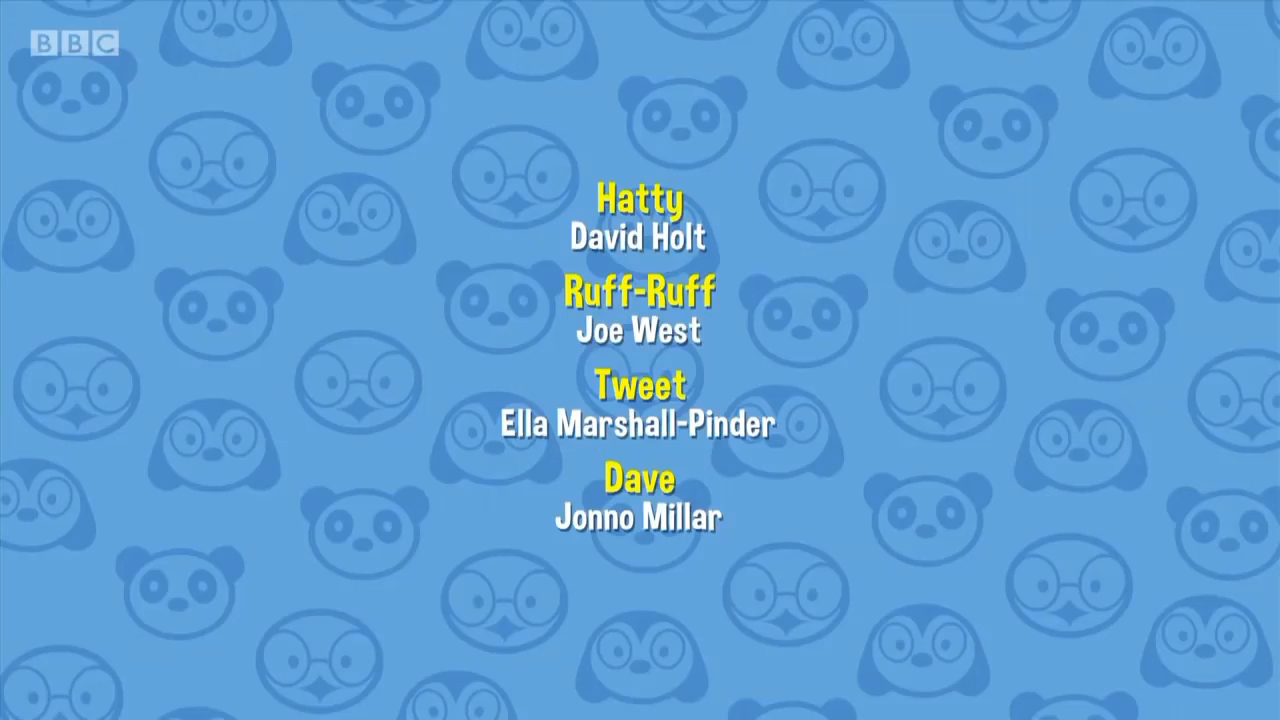 BBC
Hatty
David Holt
Ruff-Ruff
Joe West
Tweet
Ella Marshall-Pinder
Dave
Jonno Millar